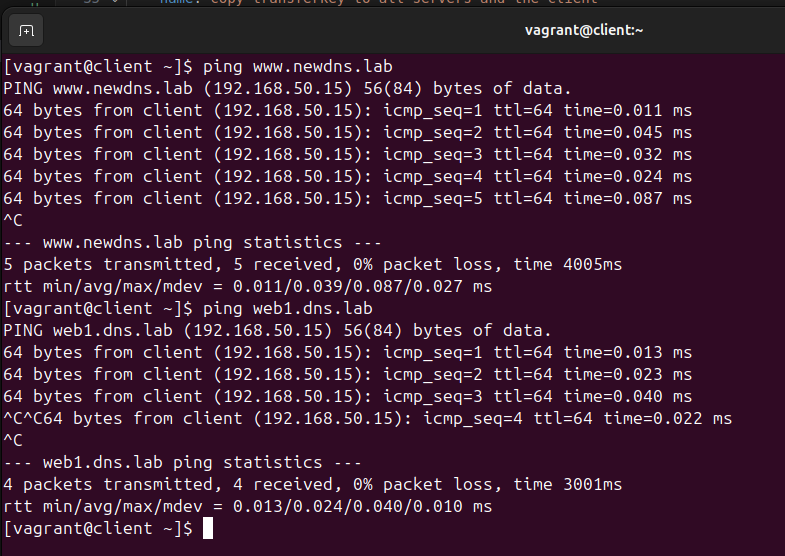 name: Copy transferkey to all servers and the client
vagrant@client:~
[vagrant@client ~]$ ping www.newdns.lab
PING www.newdns.lab (192.168.50.15) 56(84) bytes of data.
64 bytes from client (192.168.50.15): icmp_seq=1 ttl=64 time=0.011 ms
64 bytes from client (192.168.50.15): icmp_seq=2 ttl=64 time=0.045 ms
64 bytes from client (192.168.50.15): icmp_seq=3 ttl=64 time=0.032 ms
64 bytes from client (192.168.50.15): icmp_seq=4 ttl=64 time=0.024 ms
64 bytes from client (192.168.50.15): icmp_seq=5 ttl=64 time=0.087 ms
^C
--- www.newdns.lab ping statistics ---
5 packets transmitted, 5 received, 0% packet loss, time 4005ms
rtt min/avg/max/mdev = 0.011/0.039/0.087/0.027 ms
[vagrant@client ~]$ ping web1.dns.lab
PING web1.dns.lab (192.168.50.15) 56(84) bytes of data.
64 bytes from client (192.168.50.15): icmp_seq=1 ttl=64 time=0.013 ms
64 bytes from client (192.168.50.15): icmp_seq=2 ttl=64 time=0.023 ms
64 bytes from client (192.168.50.15): icmp_seq=3 ttl=64 time=0.040 ms
^C^C64 bytes from client (192.168.50.15): icmp_seq=4 ttl=64 time=0.022 ms
^C
--- web1.dns.lab ping statistics ---
4 packets transmitted, 4 received, 0% packet loss, time 3001ms
rtt min/avg/max/mdev = 0.013/0.024/0.040/0.010 ms
[vagrant@client ~]$